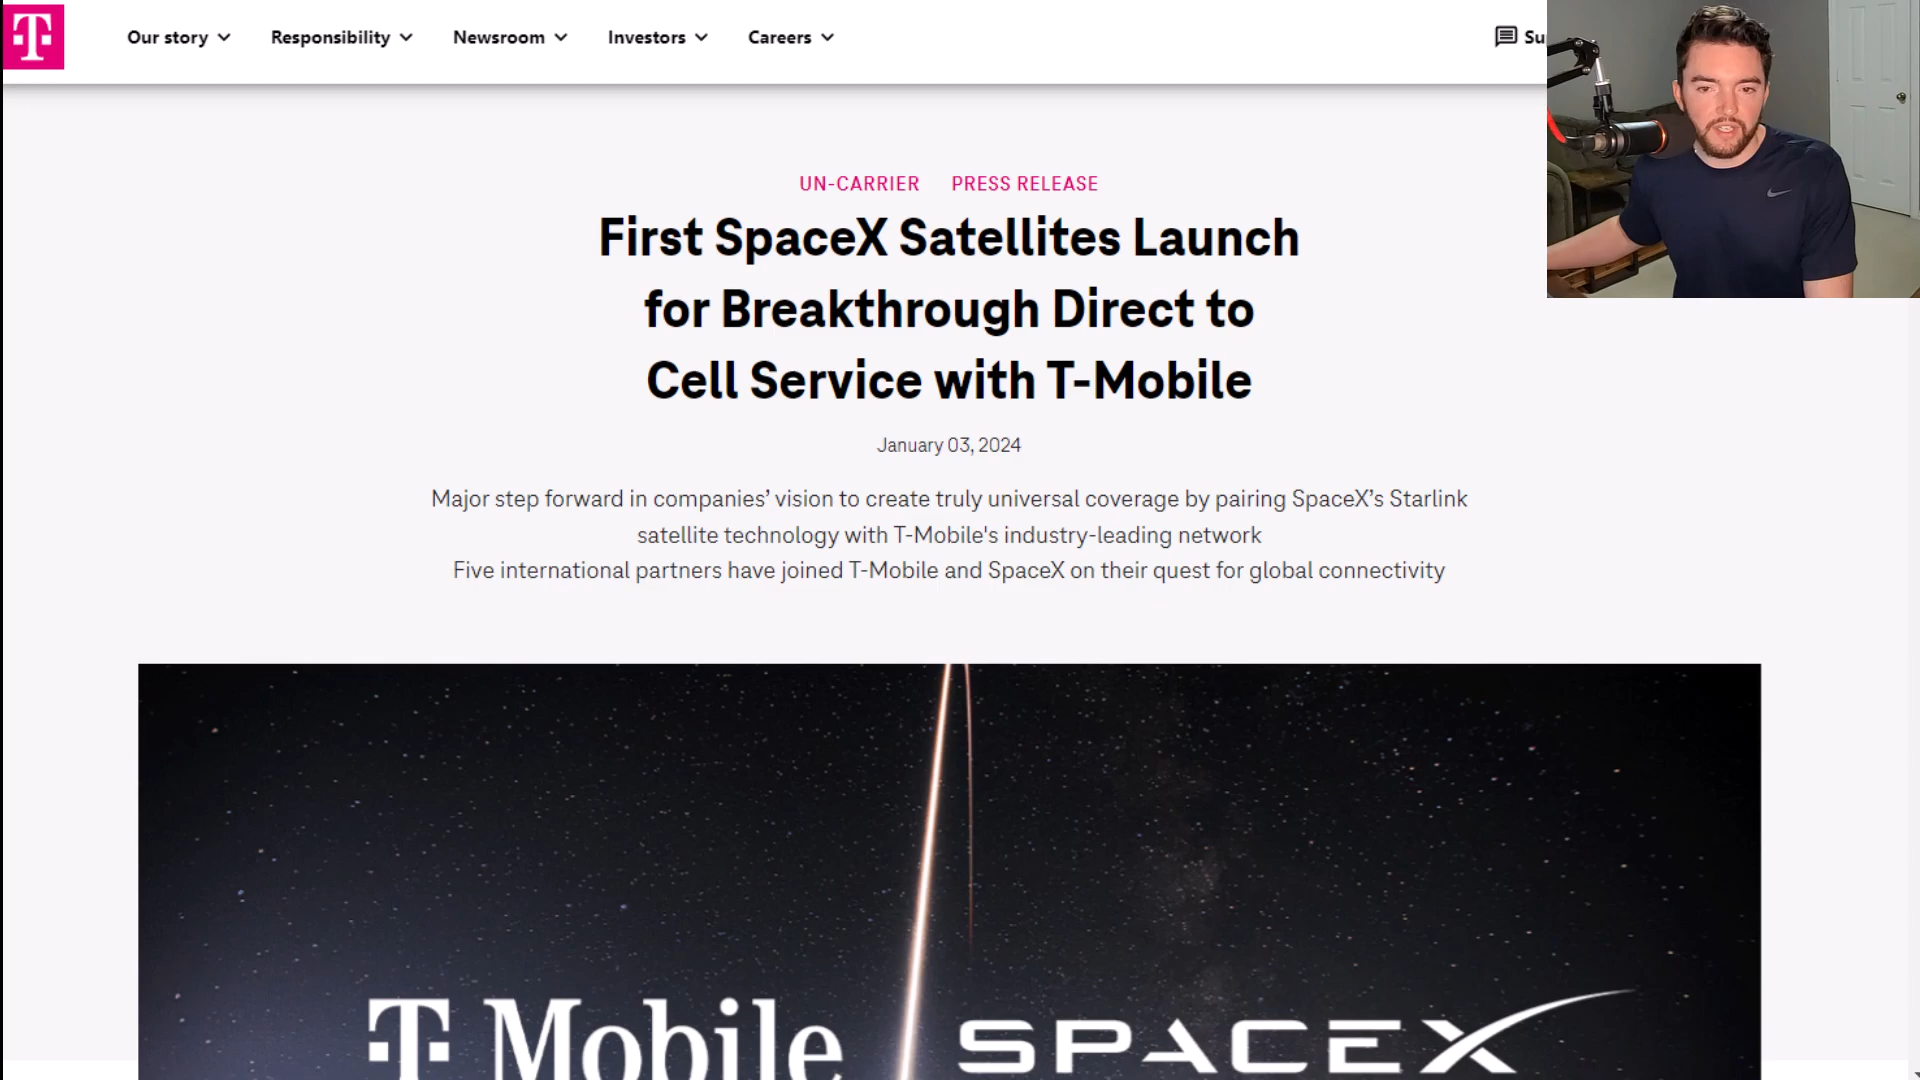 T
Our story
Responsibility
Newsroom
Investors
Careers
UN-CARRIER PRESS RELEASE
First SpaceX Satellites Launch
for Breakthrough Direct to
Cell Service with T-Mobile
January 03, 2024
Major step forward in companies’ vision to create truly universal coverage by pairing SpaceX’s Starlink
satellite technology with T-Mobile's industry-leading network
Five international partners have joined T-Mobile and SpaceX on their quest for global connectivity
T Mobile
SPACEX